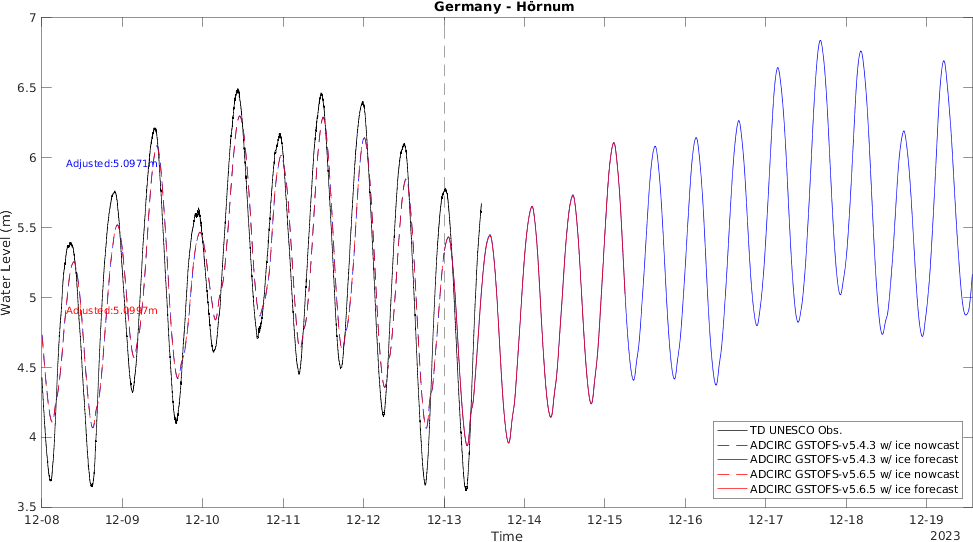 Germany - Hörnum
Water Level (m)
7
6.5
6
5.5
5
4.5
4
3.5
Adjusted:5.0971m
Adjusted:5.0997m
TD UNESCO Obs.
ADCIRC GSTOFS-v5.4.3 w/ ice nowcast
ADCIRC GSTOFS-v5.4.3 w/ ice forecast
ADCIRC GSTOFS-v5.6.5 w/ ice nowcast
ADCIRC GSTOFS-v5.6.5 w/ ice forecast
12-08 12-09 12-10 12-11 12-12 12-13 12-14 12-15 12-16 12-17 12-18 12-19
Time
2023